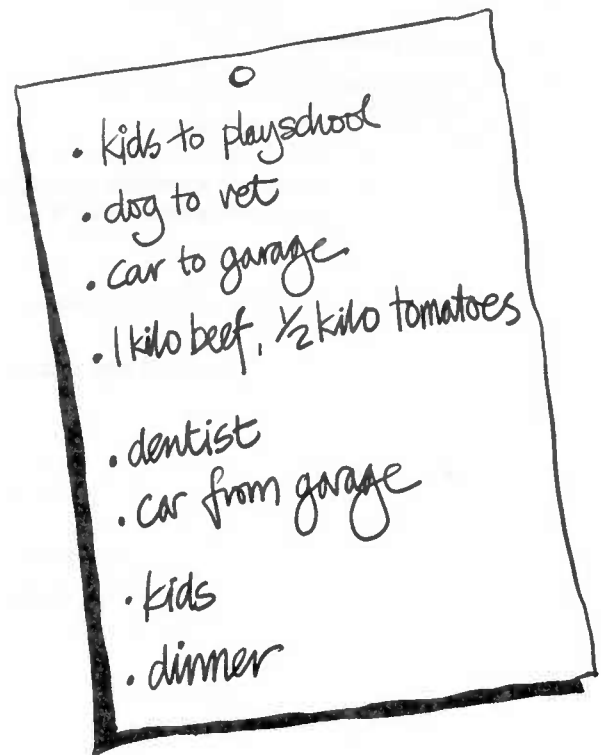 • kids to playschool
• dog to vet
• car to garage
• 1 kilo beef, ½ kilo tomatoes
• dentist
• car from garage
• kids
• dinner